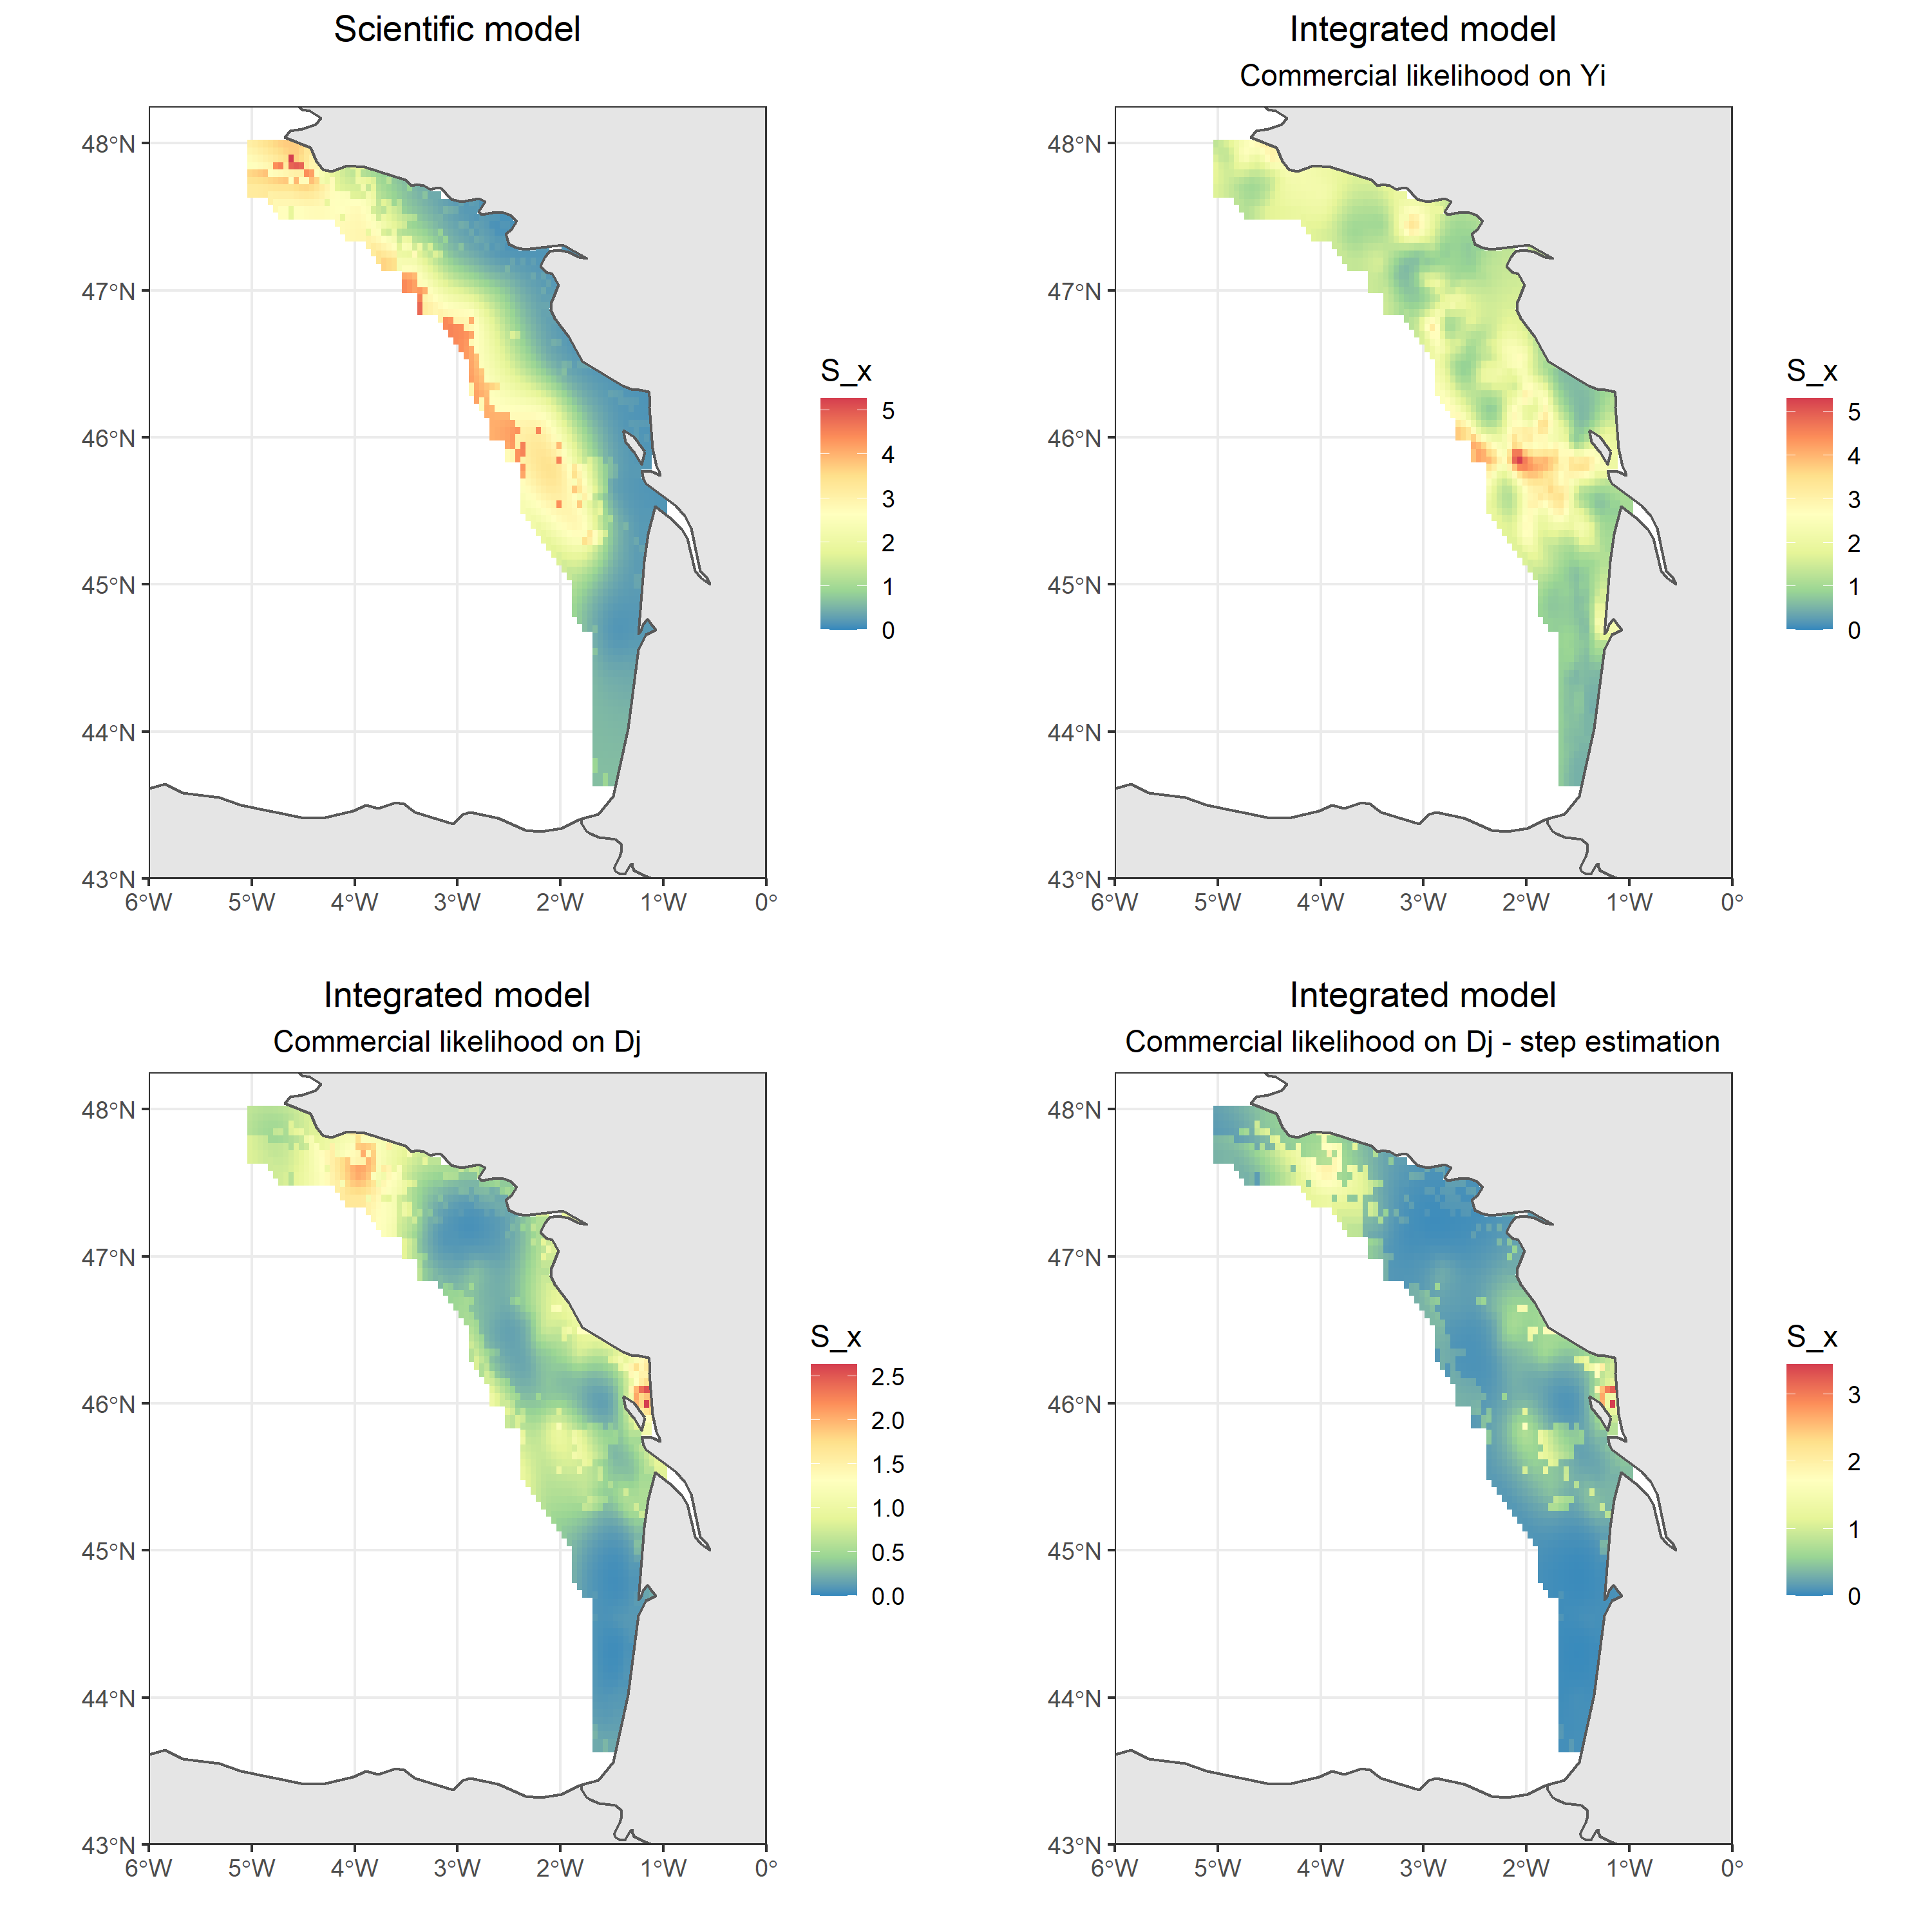 Scientific model
48°N
47°N
46°N
45°N
44°N
43°N
6°W 5°W 4°W 3°W 2°W 1°W 0°
S_x
5
4
3
2
1
0
Integrated model
Commercial likelihood on Yi
48°N
47°N
46°N
45°N
44°N
43°N
6°W 5°W 4°W 3°W 2°W 1°W 0°
S_x
5
4
3
2
1
0
Integrated model
Commercial likelihood on Dj
48°N
47°N
46°N
45°N
44°N
43°N
6°W 5°W 4°W 3°W 2°W 1°W 0°
S_x
2.5
2.0
1.5
1.0
0.5
0.0
Integrated model
Commercial likelihood on Dj - step estimation
48°N
47°N
46°N
45°N
44°N
43°N
6°W 5°W 4°W 3°W 2°W 1°W 0°
S_x
3
2
1
0